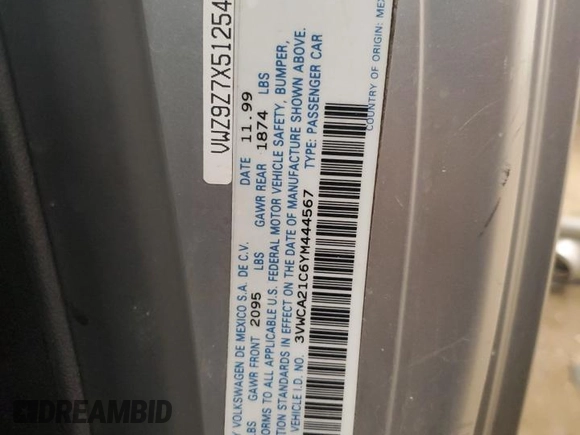 VWZ9Z7X51254
Y VOLKSWAGEN DE MEXICO S.A. DE C.V. DATE 11.99
LBS GAWR FRONT 2095 LBS GAWR REAR 1874 LBS
ORMS TO ALL APPLICABLE U.S. FEDERAL MOTOR VEHICLE SAFETY, BUMPER,
TION STANDARDS IN EFFECT ON THE DATE OF MANUFACTURE SHOWN ABOVE.
VEHICLE I.D. NO. 3VWCA21C6YM444567 TYPE: PASSENGER CAR
COUNTRY OF ORIGIN: MEX
DREAMBID